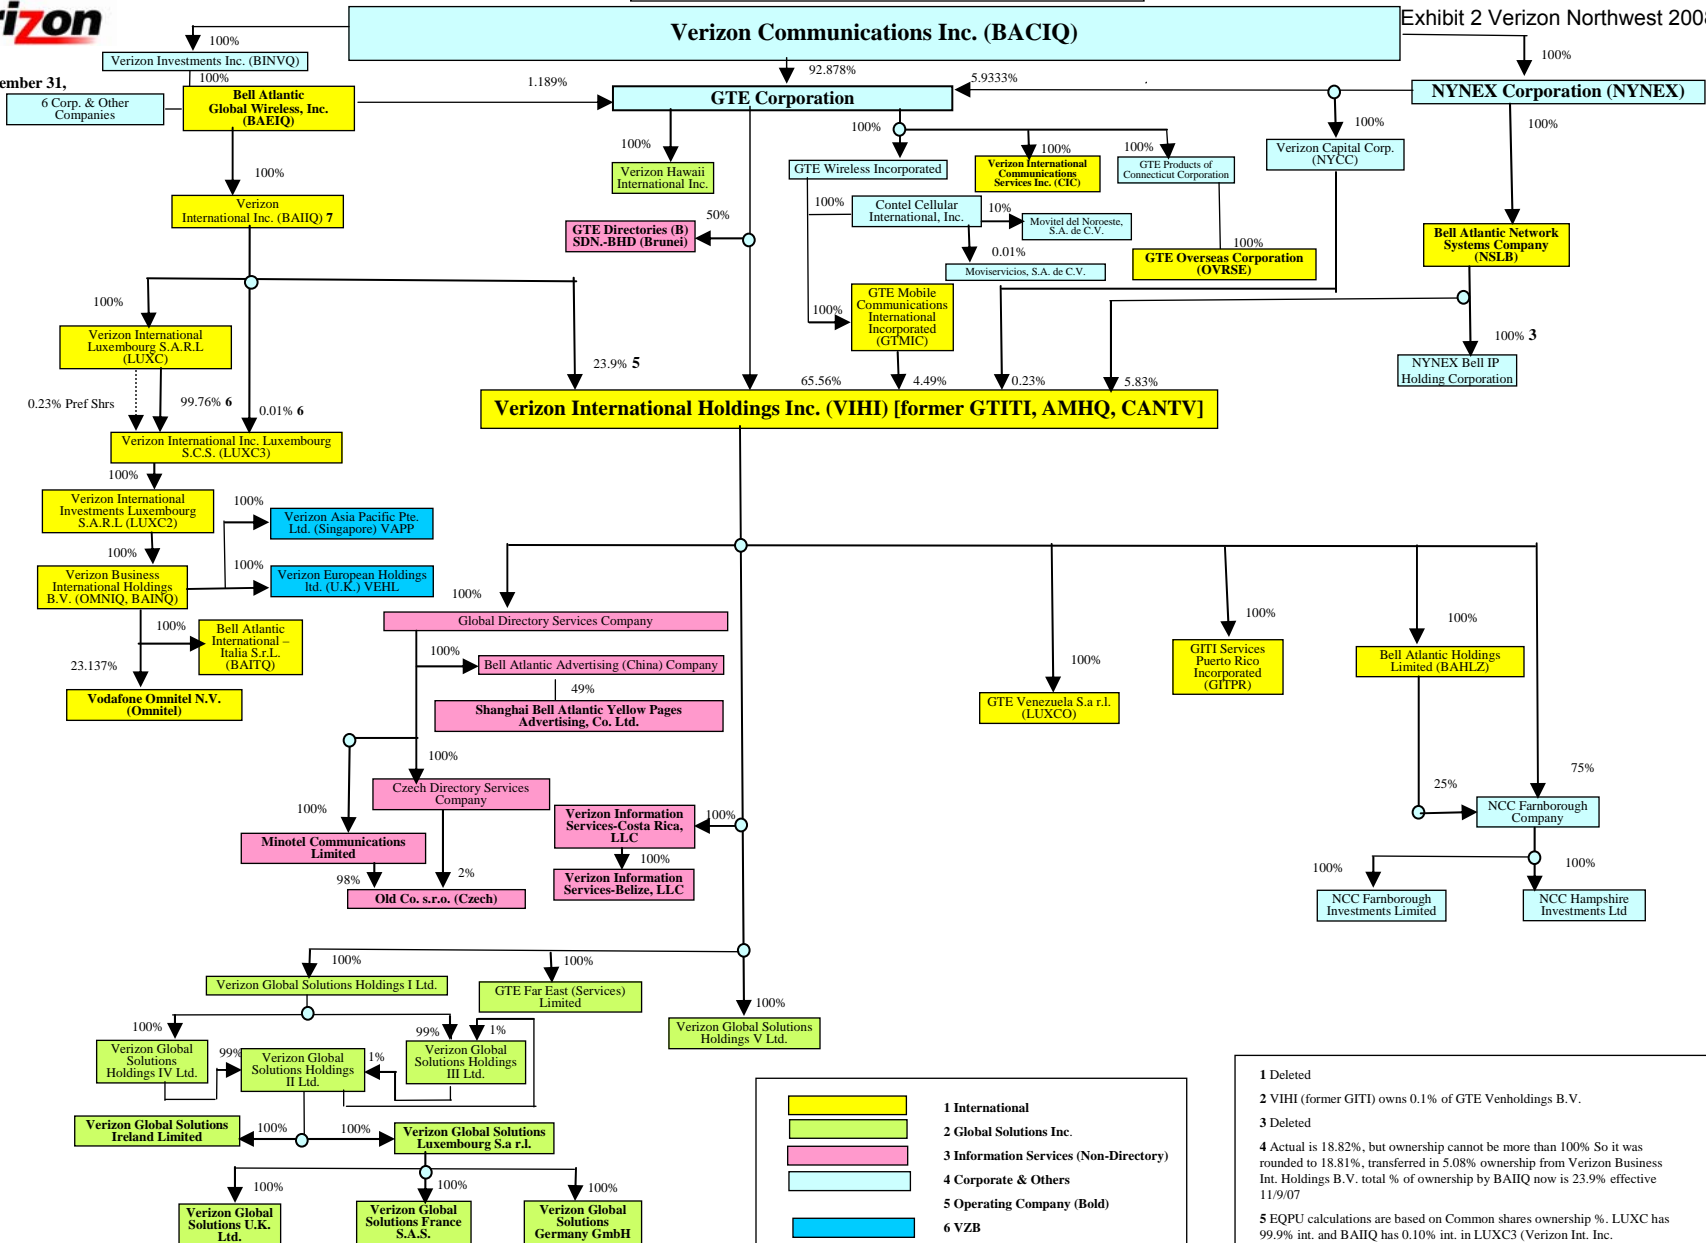 rizon
Exhibit 2 Verizon Northwest 2008
Verizon Communications Inc. (BACIQ)
100%
Verizon Investments Inc. (BINVQ)
100%
ember 31,
6 Corp. & Other
Companies
Bell Atlantic
Global Wireless, Inc.
(BAEIQ)
1.189%
92.878%
5.9333%
GTE Corporation
100%
NYNEX Corporation (NYNEX)
100%
Verizon Capital Corp.
(NYCC)
100%
100%
Verizon Hawaii
International Inc.
100%
GTE Wireless Incorporated
100%
Verizon International
Communications
Services Inc. (CIC)
100%
GTE Products of
Connecticut Corporation
100%
Verizon
International Inc. (BAIIQ) 7
50%
GTE Directories (B)
SDN.-BHD (Brunei)
100%
Contel Cellular
International, Inc.
10%
Movitel del Noroeste,
S.A. de C.V.
0.01%
Moviservicios, S.A. de C.V.
100%
GTE Overseas Corporation
(OVRSE)
Bell Atlantic Network
Systems Company
(NSLB)
100%
GTE Mobile
Communications
International
Incorporated
(GTMIC)
100% 3
NYNEX Bell IP
Holding Corporation
100%
Verizon International
Luxembourg S.A.R.L
(LUXC)
23.9% 5
65.56%
4.49%
0.23%
5.83%
0.23% Pref Shrs
99.76% 6
0.01% 6
Verizon International Holdings Inc. (VIHI) [former GTITI, AMHQ, CANTV]
Verizon International Inc. Luxembourg
S.C.S. (LUXC3)
100%
Verizon International
Investments Luxembourg
S.A.R.L (LUXC2)
100%
Verizon Asia Pacific Pte.
Ltd. (Singapore) VAPP
100%
Verizon Business
International Holdings
B.V. (OMNIQ, BAINQ)
100%
Verizon European Holdings
ltd. (U.K.) VEHL
100%
Bell Atlantic
International –
Italia S.r.L.
(BAITQ)
23.137%
Vodafone Omnitel N.V.
(Omnitel)
100%
Global Directory Services Company
100%
Bell Atlantic Advertising (China) Company
49%
Shanghai Bell Atlantic Yellow Pages
Advertising, Co. Ltd.
100%
GTE Venezuela S.a r.l.
(LUXCO)
100%
GITI Services
Puerto Rico
Incorporated
(GITPR)
100%
Bell Atlantic Holdings
Limited (BAHLZ)
100%
Czech Directory Services
Company
100%
Minotel Communications
Limited
98%
2%
Old Co. s.r.o. (Czech)
Verizon Information
Services-Costa Rica,
LLC
100%
100%
Verizon Information
Services-Belize, LLC
25%
75%
NCC Farnborough
Company
100%
NCC Farnborough
Investments Limited
100%
NCC Hampshire
Investments Ltd
100%
Verizon Global Solutions Holdings I Ltd.
100%
GTE Far East (Services)
Limited
100%
Verizon Global Solutions
Holdings V Ltd.
100%
Verizon Global
Solutions
Holdings IV Ltd.
99%
Verizon Global
Solutions Holdings
II Ltd.
1%
99%
1%
Verizon Global
Solutions Holdings
III Ltd.
Verizon Global Solutions
Ireland Limited
100%
100%
Verizon Global Solutions
Luxembourg S.a r.l.
100%
Verizon Global
Solutions U.K.
Ltd.
100%
Verizon Global
Solutions France
S.A.S.
100%
Verizon Global
Solutions
Germany GmbH
1 International
2 Global Solutions Inc.
3 Information Services (Non-Directory)
4 Corporate & Others
5 Operating Company (Bold)
6 VZB
1 Deleted
2 VIHI (former GITI) owns 0.1% of GTE Venholdings B.V.
3 Deleted
4 Actual is 18.82%, but ownership cannot be more than 100% So it was
rounded to 18.81%, transferred in 5.08% ownership from Verizon Business
Int. Holdings B.V. total % of ownership by BAIIQ now is 23.9% effective
11/9/07
5 EQPU calculations are based on Common shares ownership %. LUXC has
99.9% int. and BAIIQ has 0.10% int. in LUXC3 (Verizon Int. Inc.